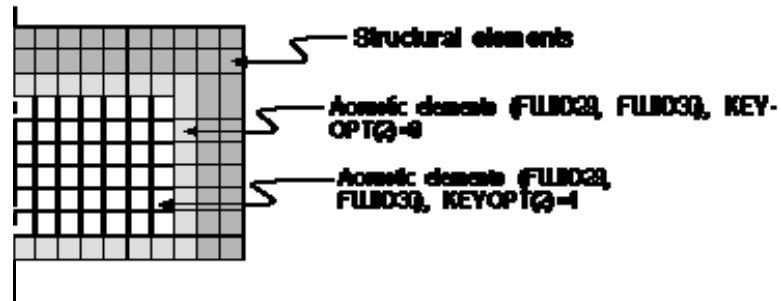 Structural elements
Acoustic elements (FLUID29, FLUID30), KEY-
OPT(2)=0
Acoustic elements (FLUID29,
FLUID30), KEYOPT(2)=1